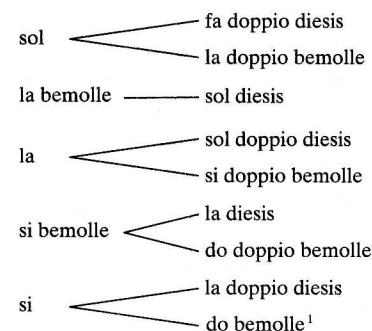 sol
fa doppio diesis
la doppio bemolle
la bemolle
sol diesis
la
sol doppio diesis
si doppio bemolle
si bemolle
la diesis
do doppio bemolle
si
la doppio diesis
do bemolle¹